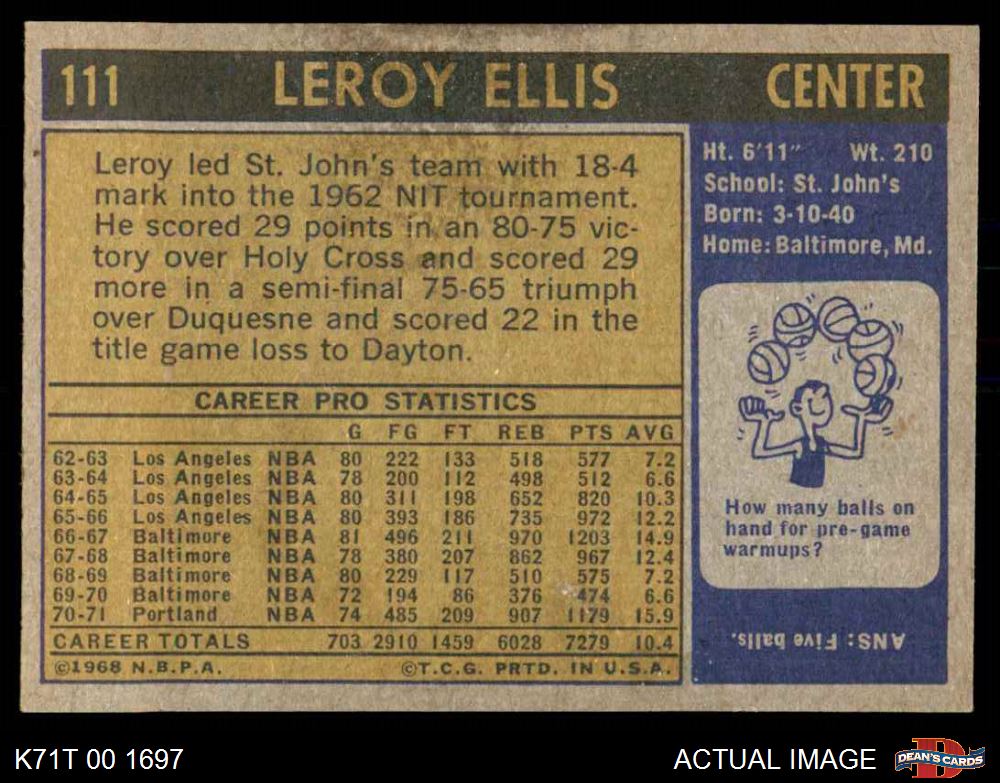 111 LEROY ELLIS CENTER
Leroy led St. John's team with 18-4
mark into the 1962 NIT tournament.
He scored 29 points in an 80-75 vic-
tory over Holy Cross and scored 29
more in a semi-final 75-65 triumph
over Duquesne and scored 22 in the
title game loss to Dayton.
CAREER PRO STATISTICS
G FG FT REB PTS AVG
62-63 Los Angeles NBA 80 222 133 518 577 7.2
63-64 Los Angeles NBA 78 200 112 498 512 6.6
64-65 Los Angeles NBA 80 311 198 652 820 10.3
65-66 Los Angeles NBA 80 393 186 735 972 12.2
66-67 Baltimore NBA 81 496 211 970 1203 14.9
67-68 Baltimore NBA 78 380 207 862 967 12.4
68-69 Baltimore NBA 80 229 117 510 575 7.2
69-70 Baltimore NBA 72 194 86 376 474 6.6
70-71 Portland NBA 74 485 209 907 1179 15.9
CAREER TOTALS 703 2910 1459 6028 7279 10.4
©1968 N.B.P.A. ©T.C.G. PRTD. IN U.S.A.
Ht. 6'11" Wt. 210
School: St. John's
Born: 3-10-40
Home: Baltimore, Md.
How many balls on
hand for pre-game
warmups?
ANS: Five balls.
K71T 00 1697 ACTUAL IMAGE
D
DEAN'S CARDS